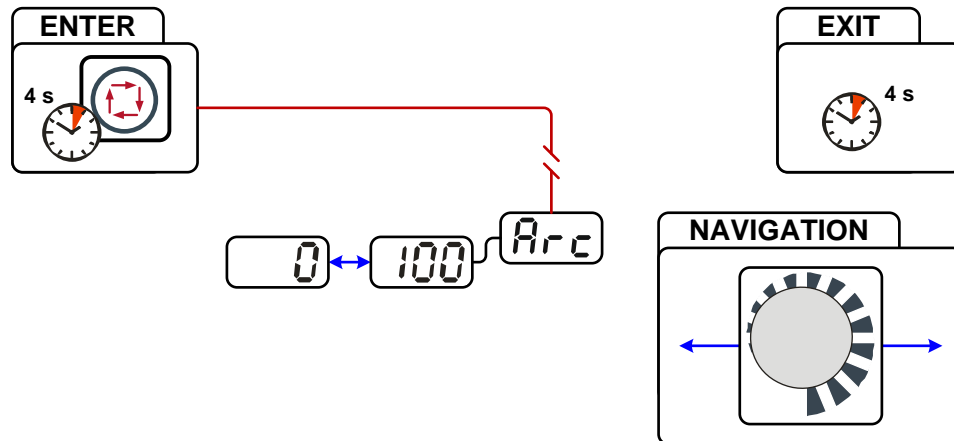 ENTER
4 s
EXIT
4 s
Arc
0
100
NAVIGATION